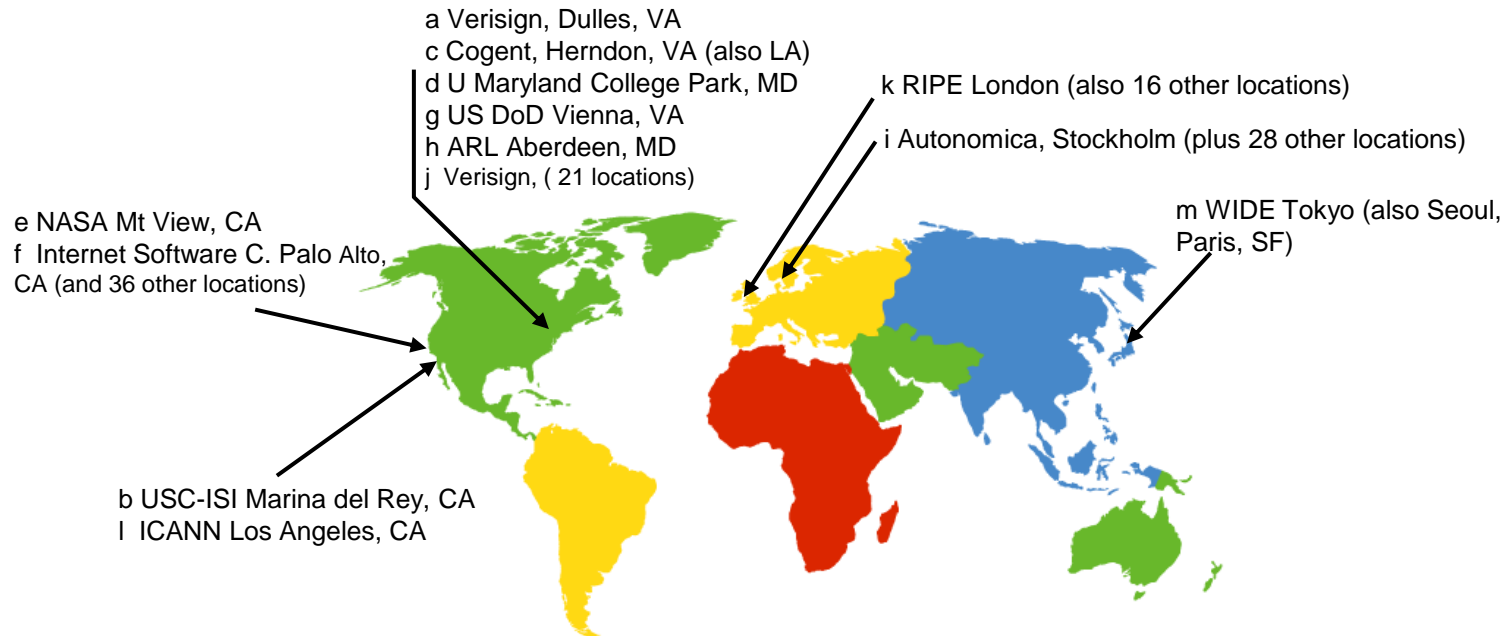 a Verisign, Dulles, VA
c Cogent, Herndon, VA (also LA)
d U Maryland College Park, MD
g US DoD Vienna, VA
h ARL Aberdeen, MD
j Verisign, ( 21 locations)
k RIPE London (also 16 other locations)
i Autonomica, Stockholm (plus 28 other locations)
m WIDE Tokyo (also Seoul,
Paris, SF)
e NASA Mt View, CA
f Internet Software C. Palo Alto,
CA (and 36 other locations)
b USC-ISI Marina del Rey, CA
l ICANN Los Angeles, CA